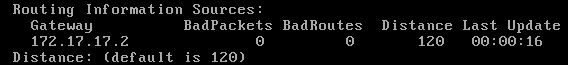 Routing Information Sources:
Gateway BadPackets BadRoutes Distance Last Update
172.17.17.2 0 0 120 00:00:16
Distance: (default is 120)